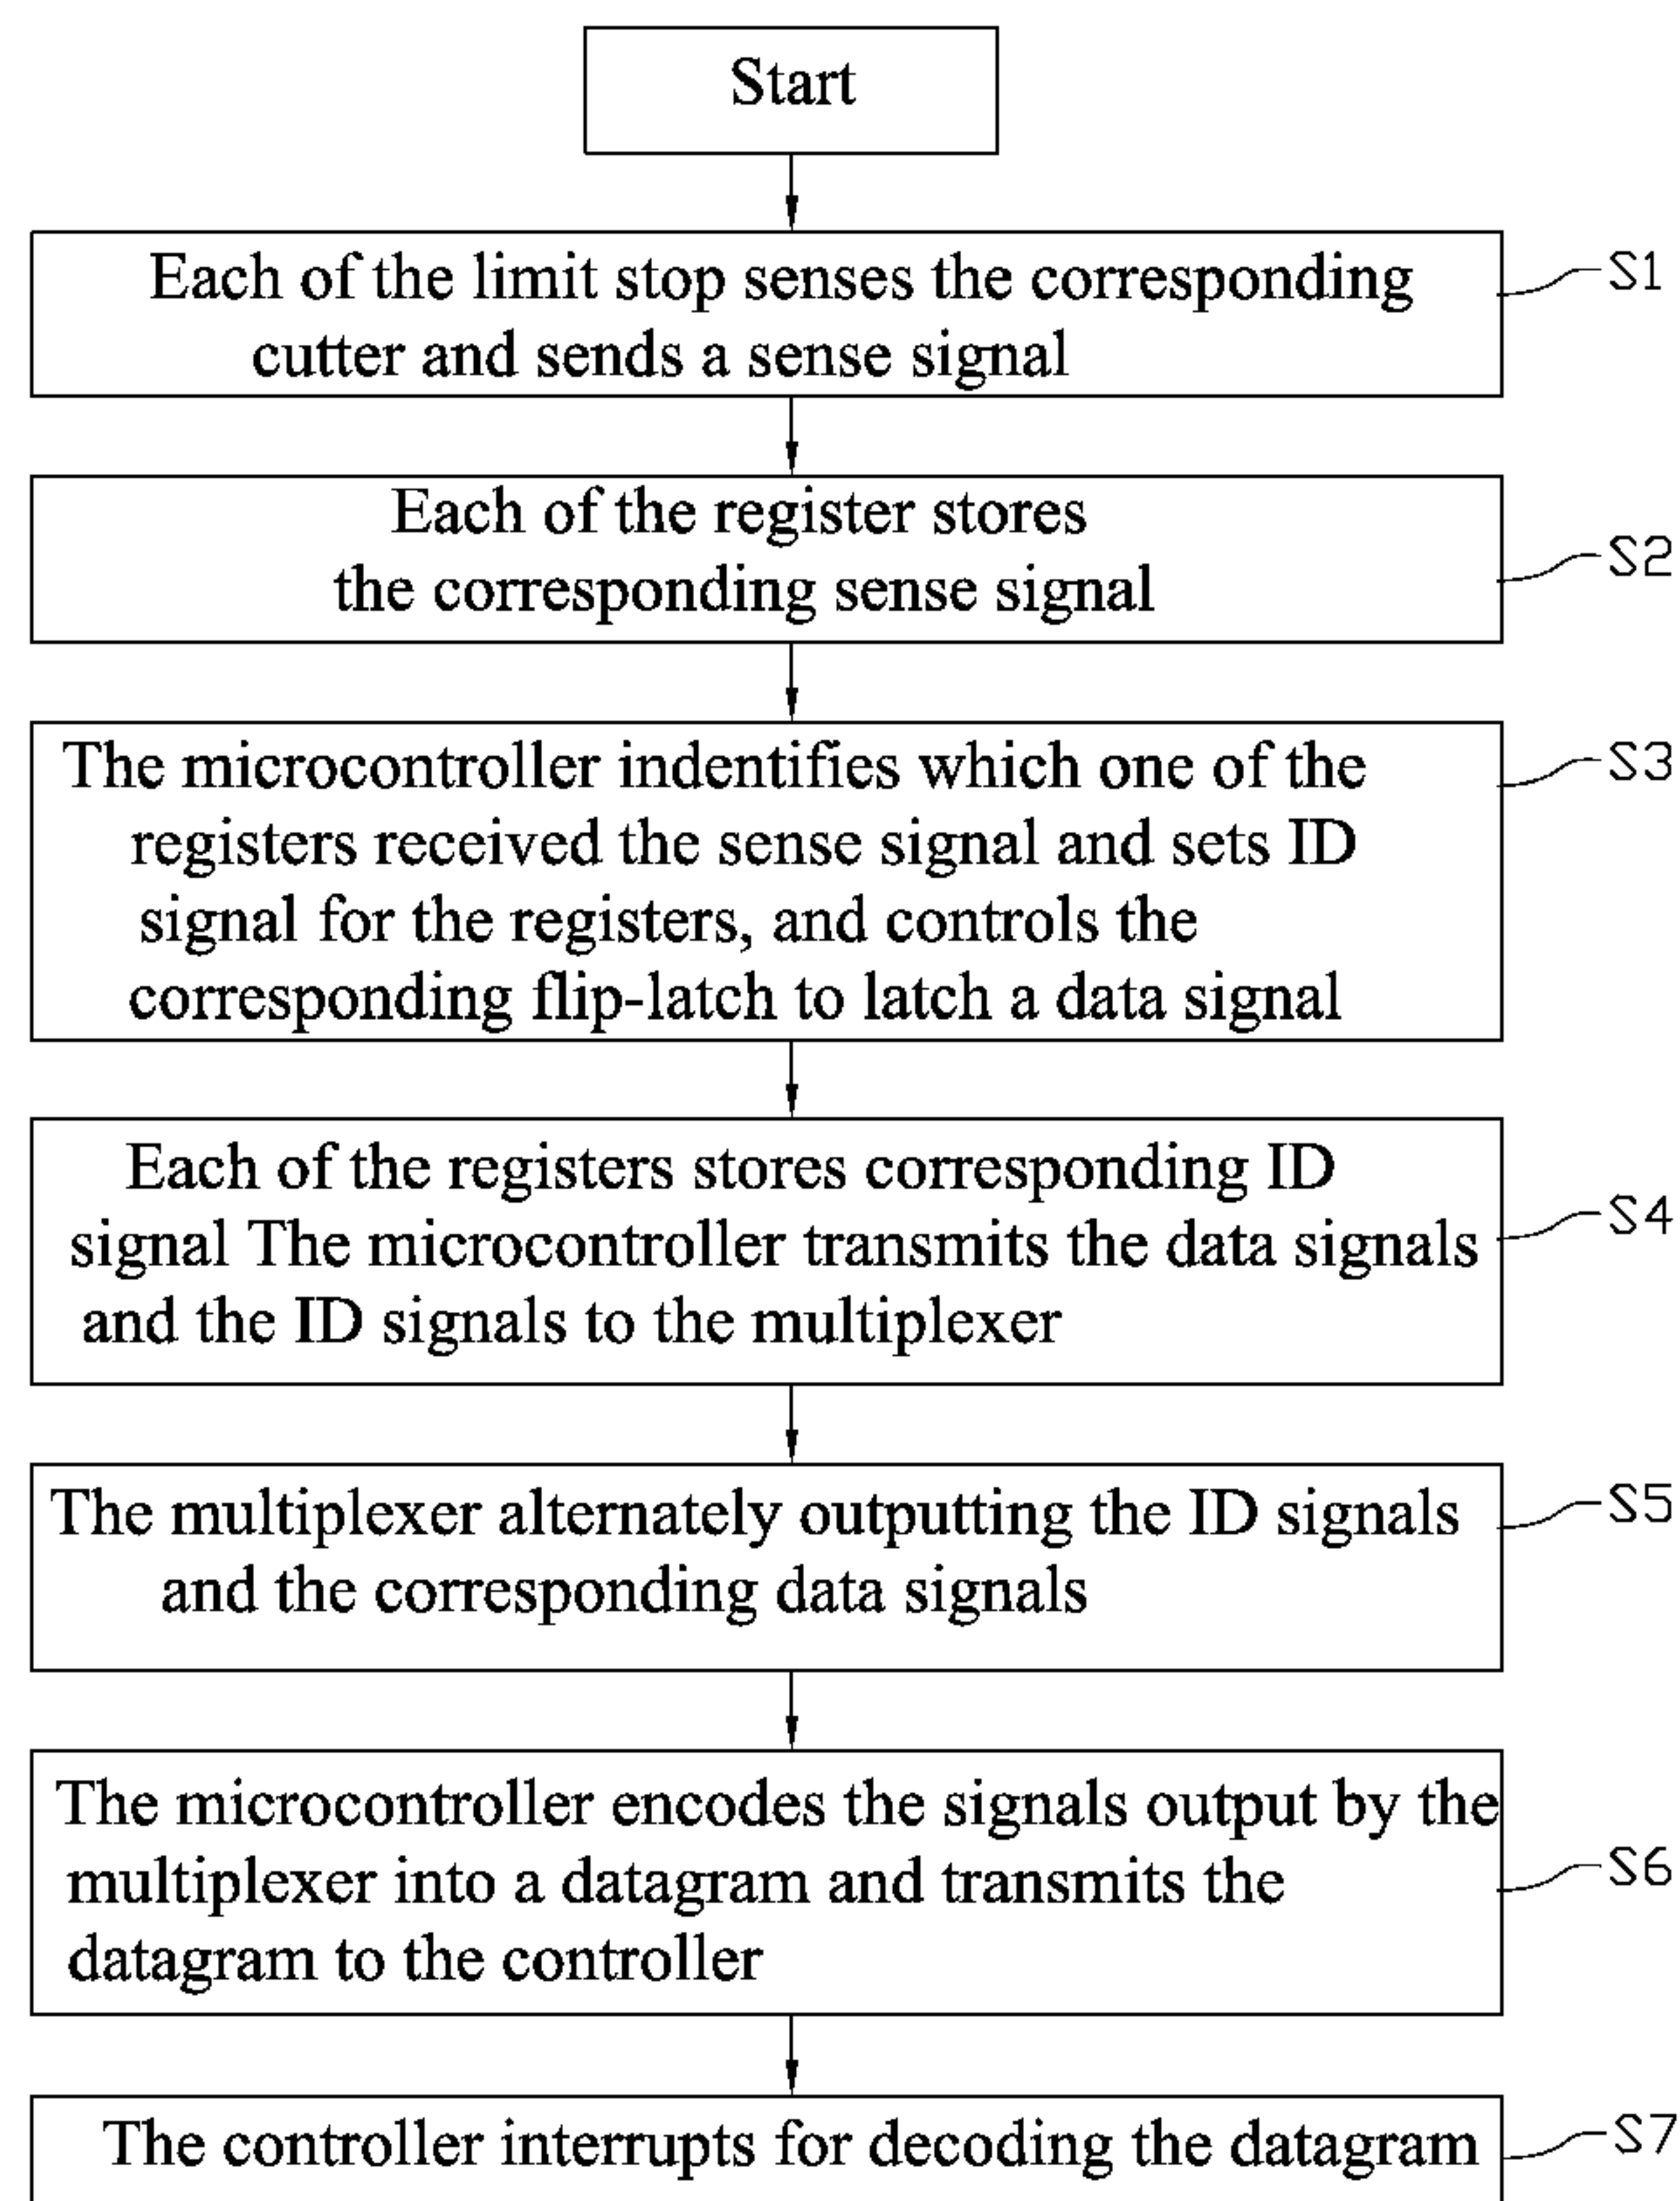 Start
Each of the limit stop senses the corresponding
cutter and sends a sense signal
S1
Each of the register stores
the corresponding sense signal
S2
The microcontroller indentifies which one of the
registers received the sense signal and sets ID
signal for the registers, and controls the
corresponding flip-latch to latch a data signal
S3
Each of the registers stores corresponding ID
signal The microcontroller transmits the data signals
and the ID signals to the multiplexer
S4
The multiplexer alternately outputting the ID signals
and the corresponding data signals
S5
The microcontroller encodes the signals output by the
multiplexer into a datagram and transmits the
datagram to the controller
S6
The controller interrupts for decoding the datagram
S7